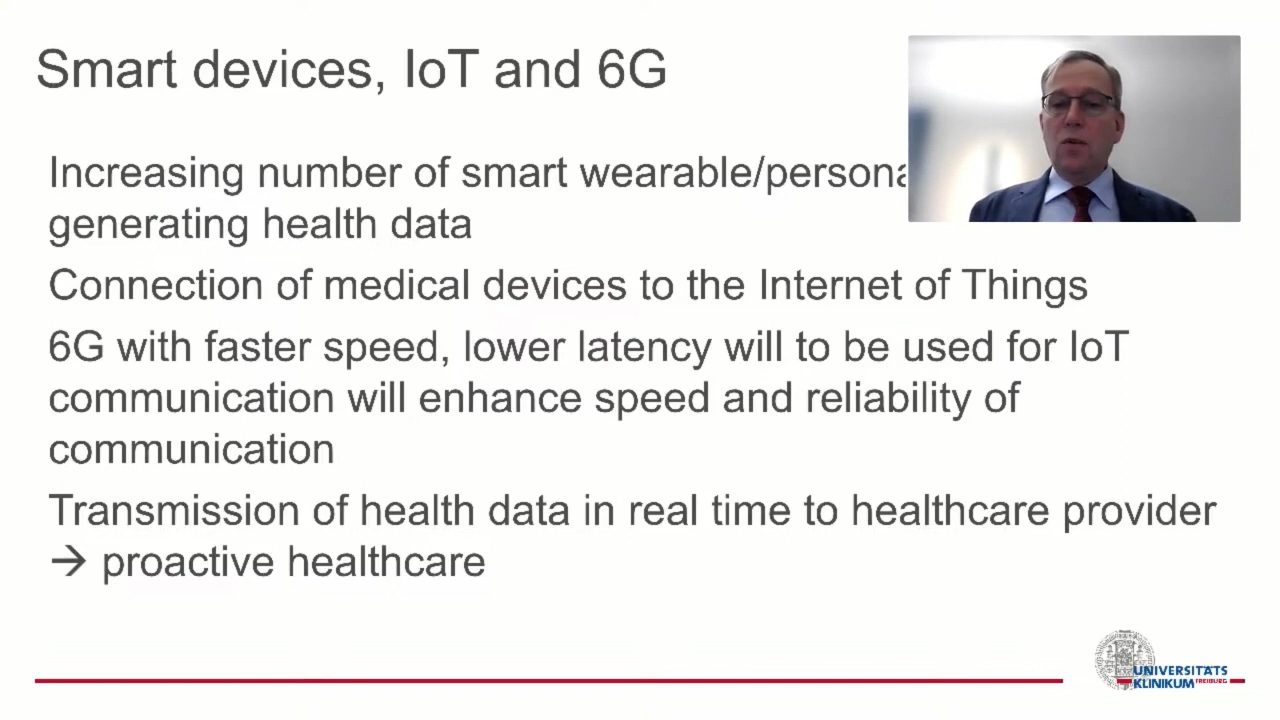 Smart devices, IoT and 6G
Increasing number of smart wearable/persona
generating health data
Connection of medical devices to the Internet of Things
6G with faster speed, lower latency will to be used for IoT
communication will enhance speed and reliability of
communication
Transmission of health data in real time to healthcare provider
→ proactive healthcare
UNIVERSITÄTS
KLINIKUM FREIBURG